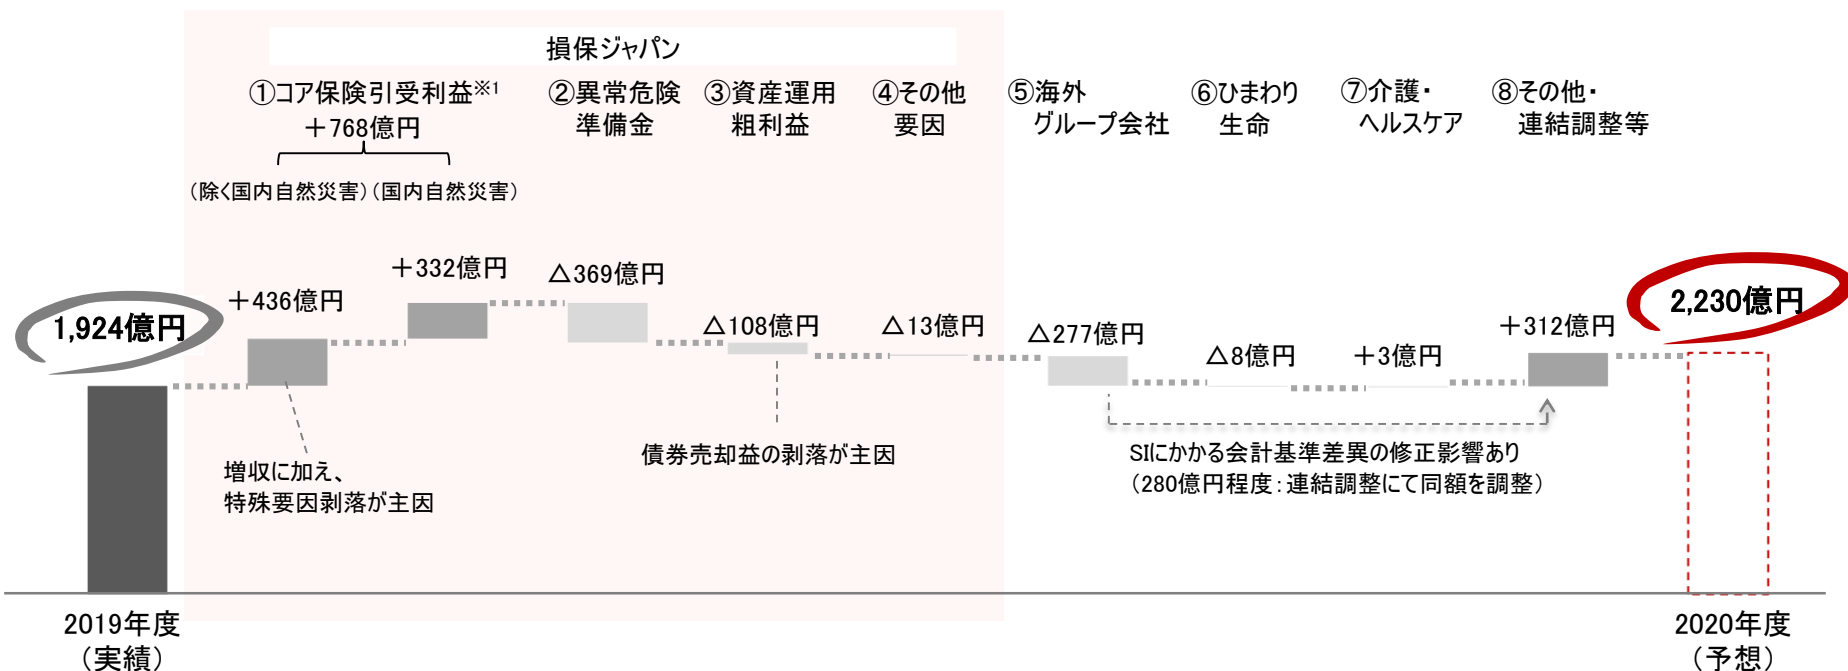 損保ジャパン
①コア保険引受利益※1
＋768億円
（除く国内自然災害）（国内自然災害）
②異常危険
準備金
③資産運用
粗利益
④その他
要因
⑤海外
グループ会社
⑥ひまわり
生命
⑦介護・
ヘルスケア
⑧その他・
連結調整等
1,924億円
＋436億円
＋332億円
△369億円
△108億円
△13億円
△277億円
△8億円
＋3億円
＋312億円
2,230億円
増収に加え、
特殊要因剥落が主因
債券売却益の剥落が主因
SIにかかる会計基準差異の修正影響あり
（280億円程度：連結調整にて同額を調整）
2019年度
（実績）
2020年度
（予想）